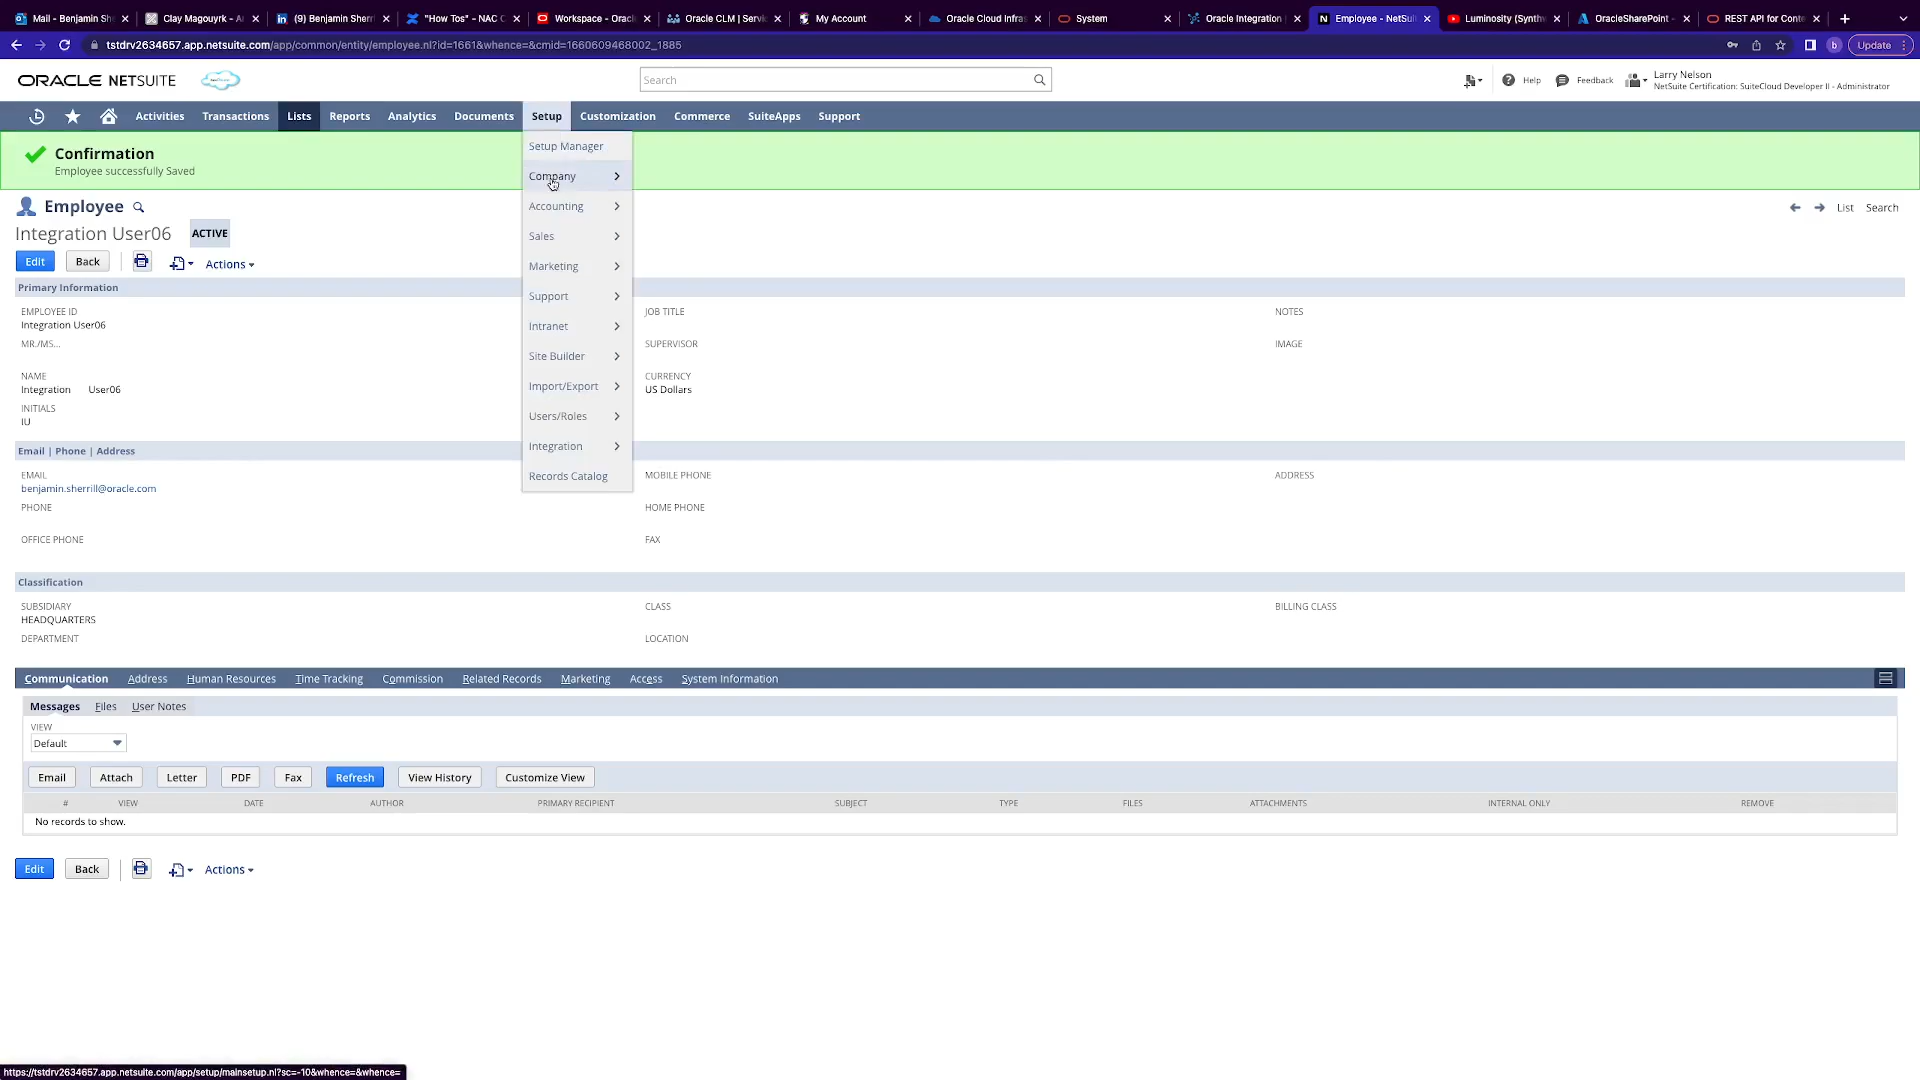 Mail - Benjamin She
Clay Magouyrk - A
(9) Benjamin Sherri
"How Tos" - NAC C
Workspace - Oracl
Oracle CLM | Servic
My Account
Oracle Cloud Infras
System
Oracle Integration
Employee - NetSuit
Luminosity (Synthw
OracleSharePoint -
REST API for Conte
tstdrv2634657.app.netsuite.com/app/common/entity/employee.nl?id=1661&whence=&cmid=1660609468002_1885
b
Update
ORACLE NETSUITE
Search
Help
Feedback
Larry Nelson
NetSuite Certification: SuiteCloud Developer II - Administrator
Activities Transactions Lists Reports Analytics Documents Setup Customization Commerce SuiteApps Support
Confirmation
Employee successfully Saved
Setup Manager
Company
Accounting
Sales
Marketing
Support
Intranet
Site Builder
Import/Export
Users/Roles
Integration
Records Catalog
Employee
List Search
Integration User06 ACTIVE
Edit Back Actions
Primary Information
EMPLOYEE ID
Integration User06
MR./MS...
NAME
Integration User06
INITIALS
IU
JOB TITLE
SUPERVISOR
CURRENCY
US Dollars
NOTES
IMAGE
Email | Phone | Address
EMAIL
benjamin.sherrill@oracle.com
PHONE
OFFICE PHONE
MOBILE PHONE
HOME PHONE
FAX
ADDRESS
Classification
SUBSIDIARY
HEADQUARTERS
DEPARTMENT
CLASS
LOCATION
BILLING CLASS
Communication Address Human Resources Time Tracking Commission Related Records Marketing Access System Information
Messages Files User Notes
VIEW
Default
Email Attach Letter PDF Fax Refresh View History Customize View
# VIEW DATE AUTHOR PRIMARY RECIPIENT SUBJECT TYPE FILES ATTACHMENTS INTERNAL ONLY REMOVE
No records to show.
Edit Back Actions
https://tstdrv2634657.app.netsuite.com/app/setup/mainsetup.nl?sc=-10&whence=&whence=